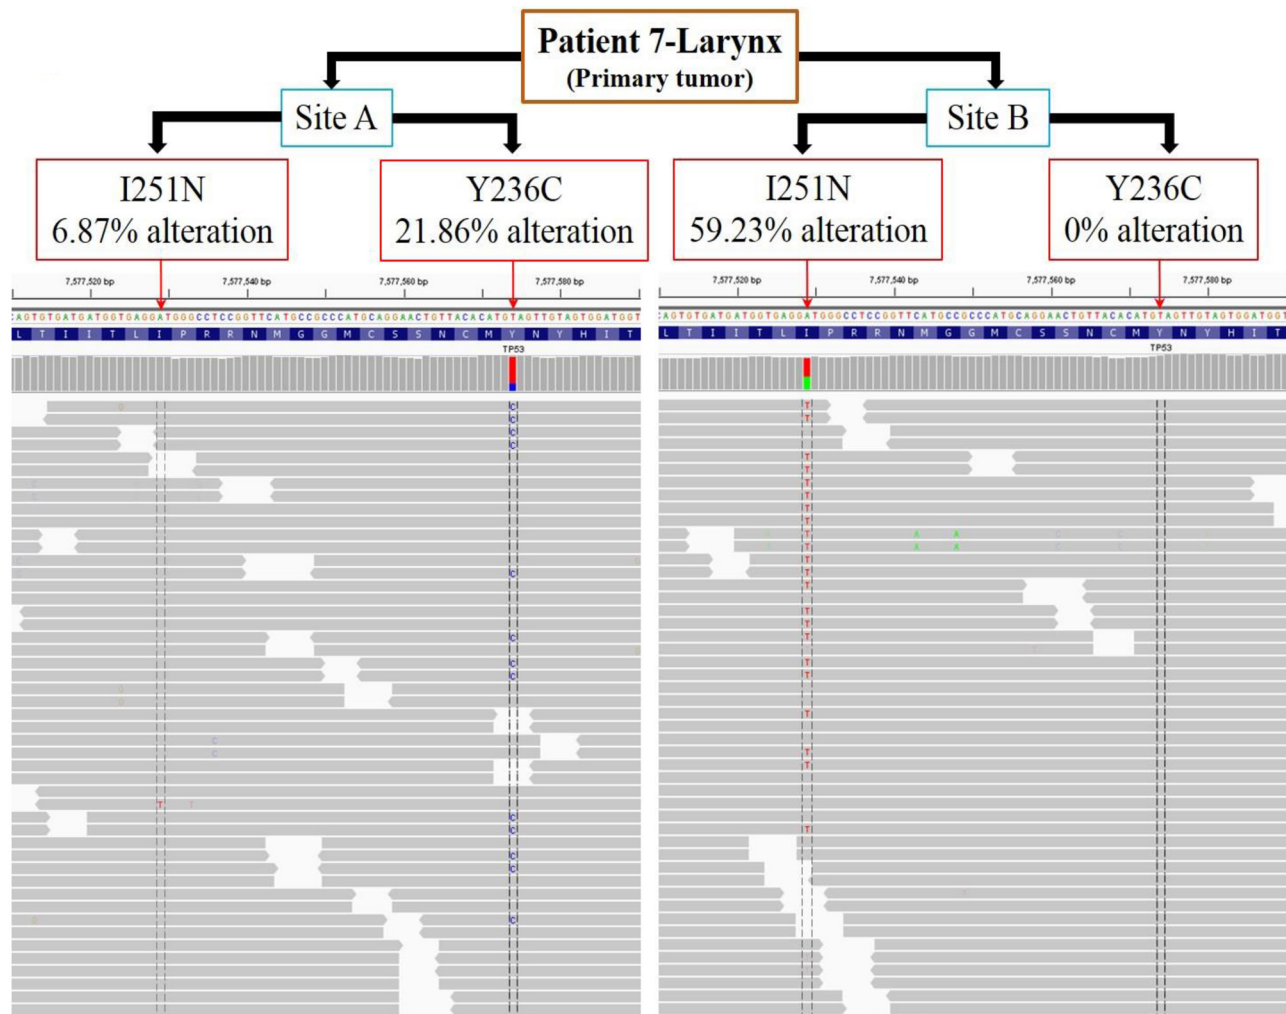 Patient 7-Larynx
(Primary tumor)
Site A
Site B
I251N
6.87% alteration
Y236C
21.86% alteration
I251N
59.23% alteration
Y236C
0% alteration
7,577,520 bp 7,577,540 bp 7,577,560 bp 7,577,580 bp
7,577,520 bp 7,577,540 bp 7,577,560 bp 7,577,580 bp
CAGTGTGATGATGGTGAGGATGGGCCTCCGGTTCATGCCGCCCATGCAGGAACTGTTACACATGTAGTTGTAGTGGATGGT
CAGTGTGATGATGGTGAGGATGGGCCTCCGGTTCATGCCGCCCATGCAGGAACTGTTACACATGTAGTTGTAGTGGATGGT
L T I I T L I P R R N M G G M C S S N C M Y N Y H I T
L T I I T L I P R R N M G G M C S S N C M Y N Y H I T
TP53
TP53
C
C
C
C
C
C
C
C
C
C
T T
C
C
C
C
C
T
T
T
T
T
T
T
T
A A
T
A A
T
T
T
T
T
T
T
T
T
T
T
T
T